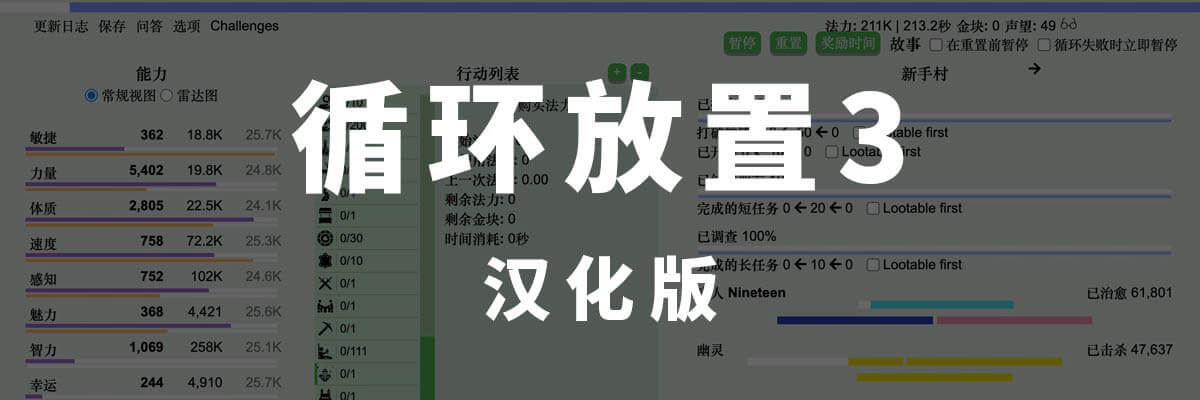 更新日志 保存 问答 选项 Challenges
法力: 211K | 213.2秒 金块: 0 声望: 49
暂停 重置 奖励时间 故事 在重置前暂停 循环失败时立即暂停
能力 行动列表 + - 新手村
常规视图 雷达图
循环放置3
汉化版
敏捷 362 18.8K 25.7K
力量 5,402 19.8K 24.8K
体质 2,805 22.5K 24.1K
速度 758 72.2K 25.3K
感知 752 102K 24.6K
魅力 368 4,421 25.6K
智力 1,069 258K 25.1K
幸运 244 4,910 25.7K
0/1
0/30
0/10
0/1
0/1
0/1
0/111
0/1
0/1
上一次法力: 0.00
剩余法力: 0
剩余金块: 0
时间消耗: 0秒
Lootable first
完成的短任务 0 ← 20 ← 0 Lootable first
已调查 100%
完成的长任务 0 ← 10 ← 0 Lootable first
人 Nineteen 已治愈 61,801
幽灵 已击杀 47,637